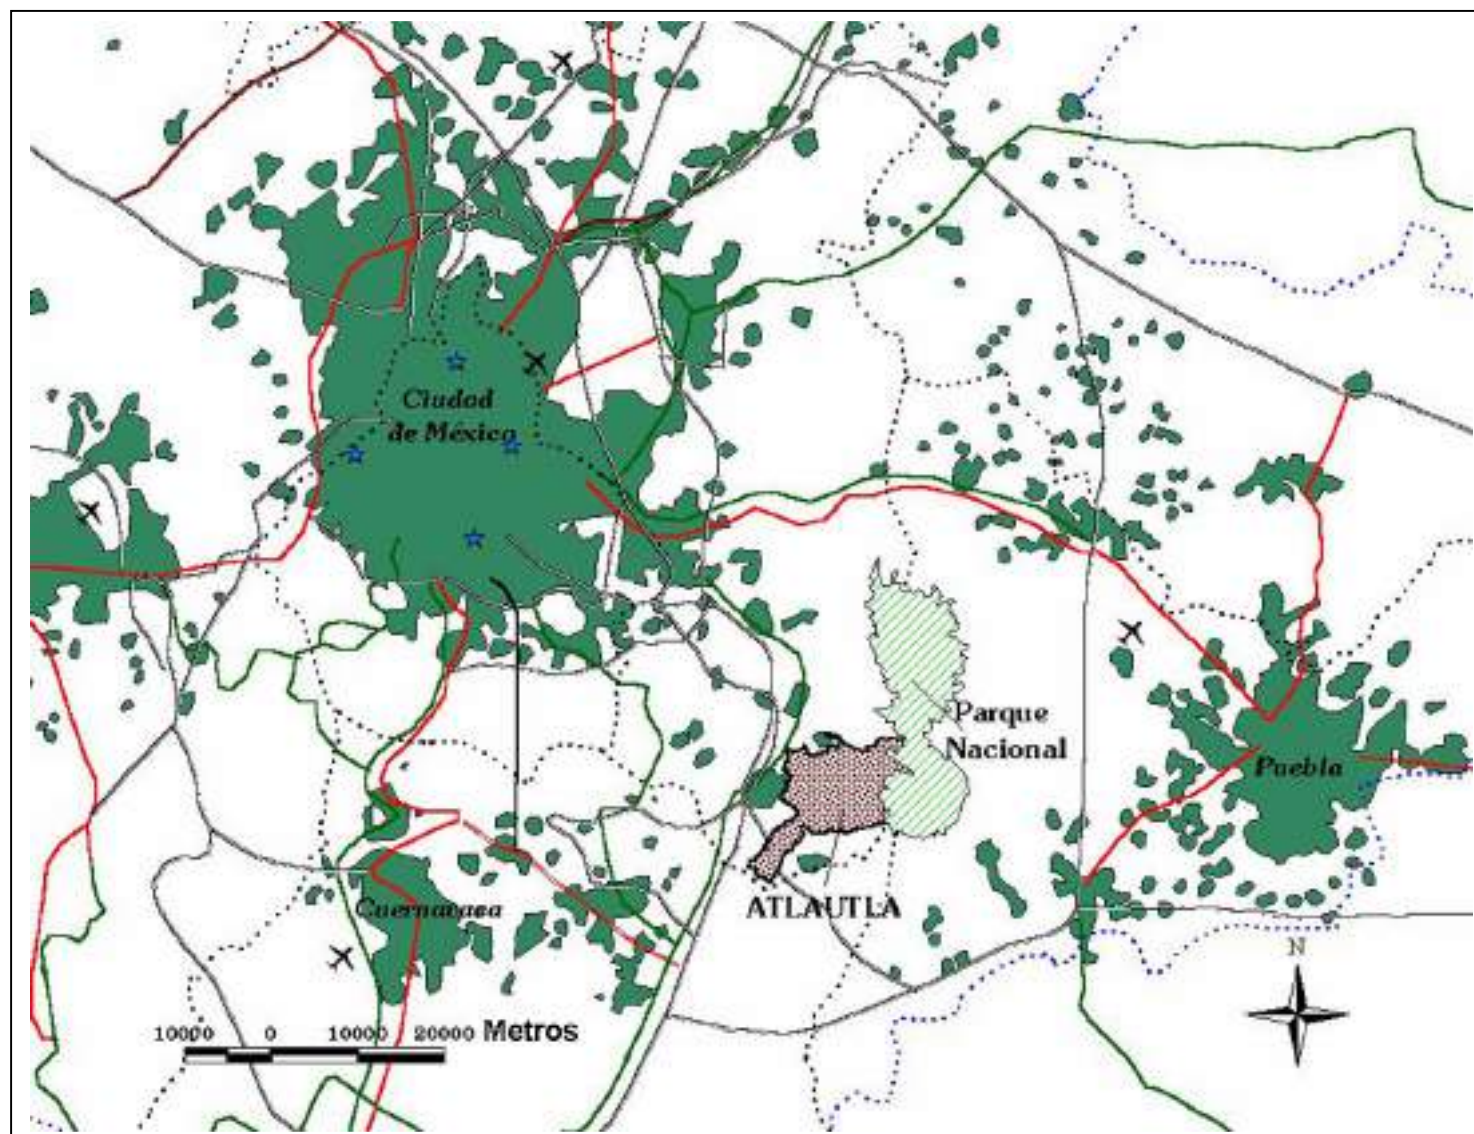 Ciudad
de México
Parque
Nacional
Puebla
ATLAUTLA
Cuernavaca
N
10000 0 10000 20000 Metros